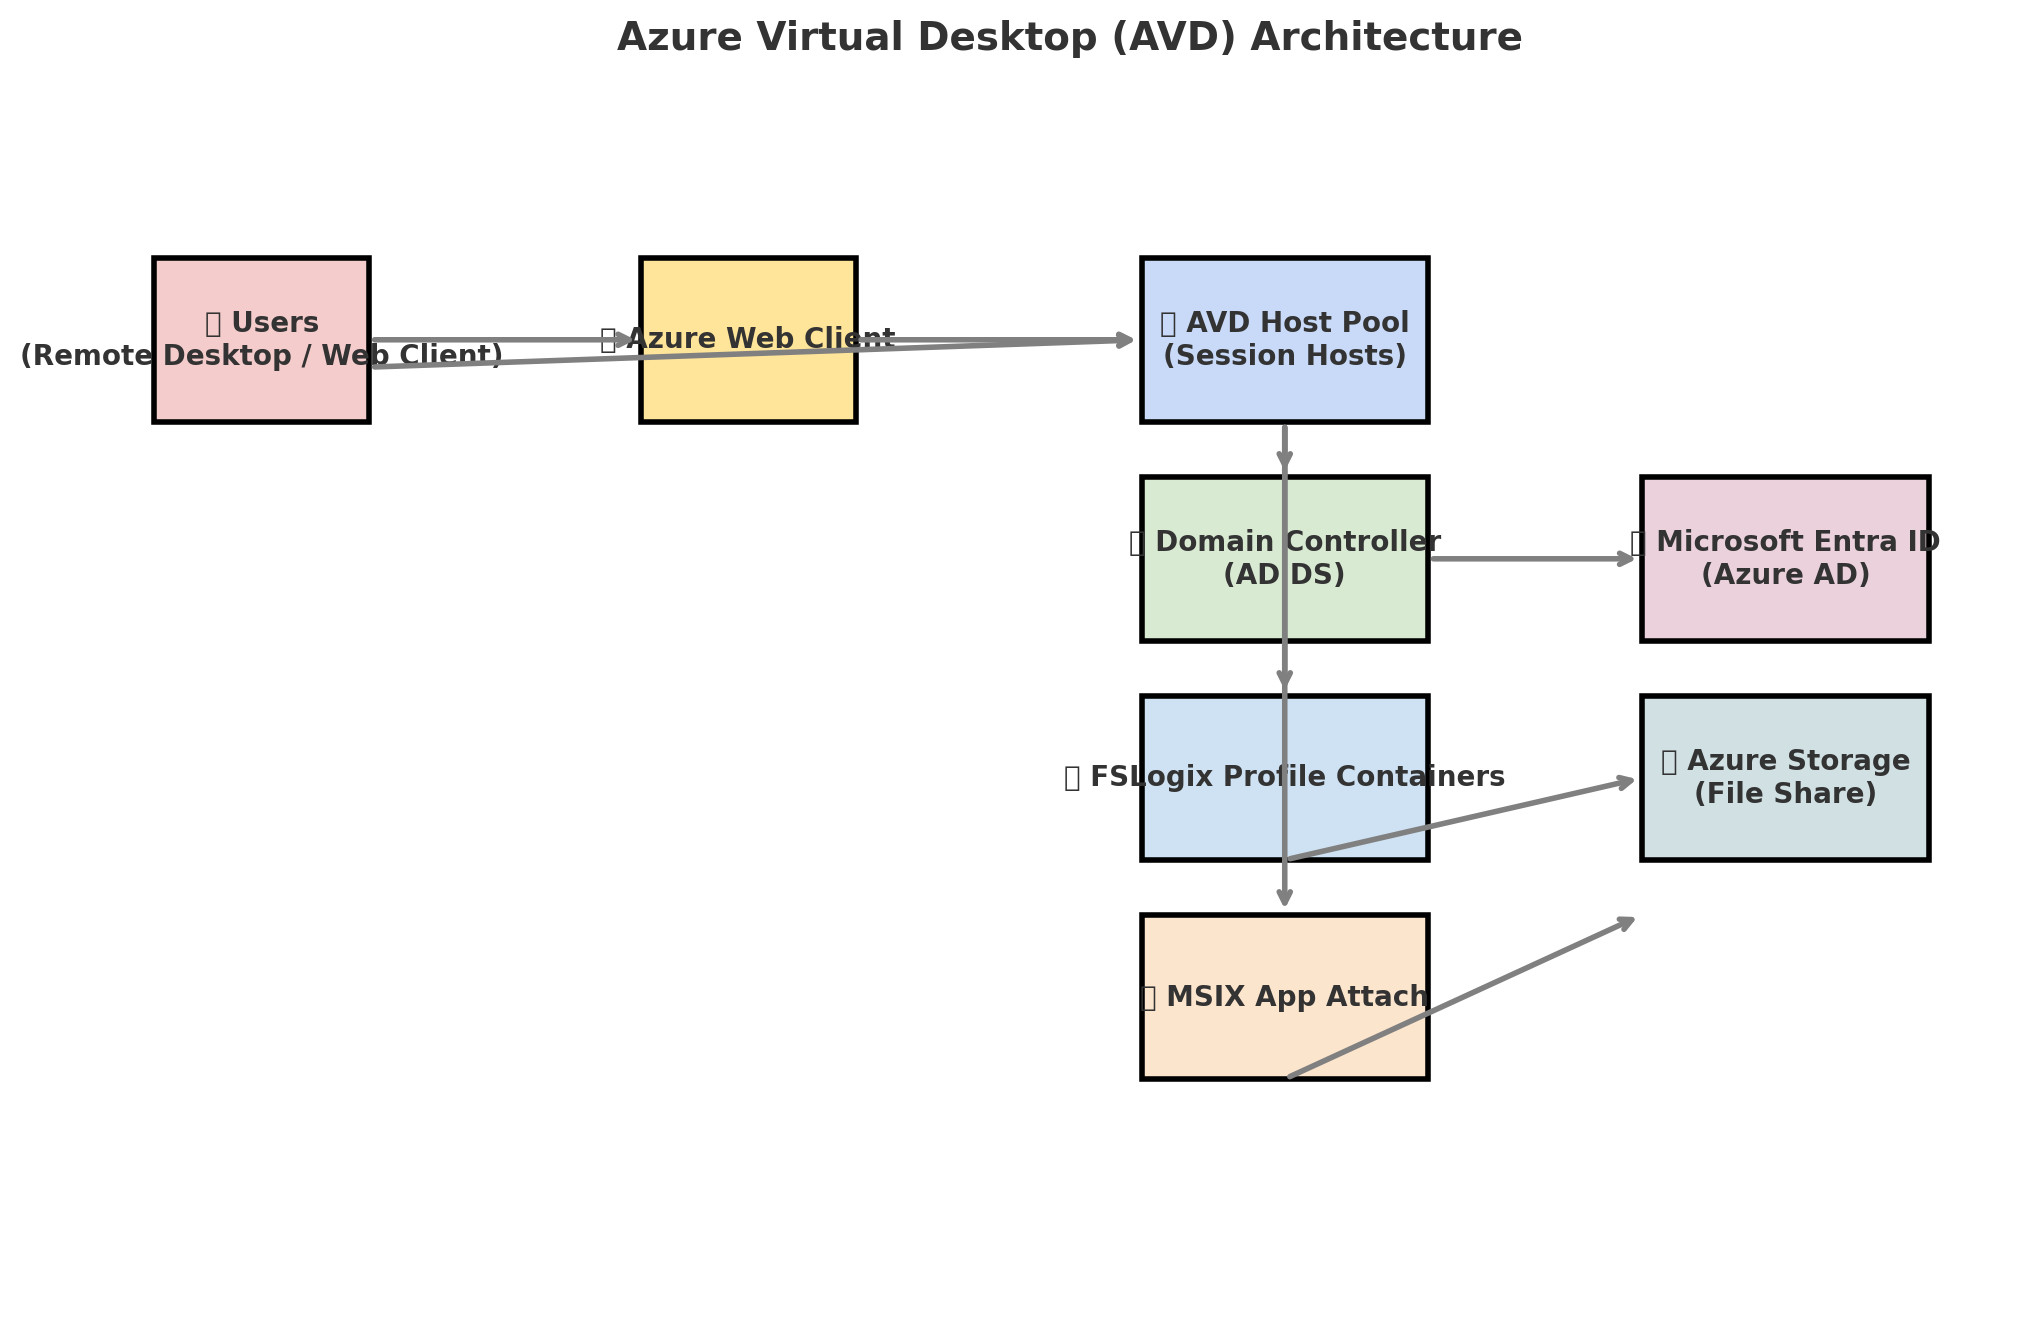 Azure Virtual Desktop (AVD) Architecture
Users
(Remote Desktop / Web Client)
Azure Web Client
AVD Host Pool
(Session Hosts)
Domain Controller
(AD DS)
Microsoft Entra ID
(Azure AD)
FSLogix Profile Containers
Azure Storage
(File Share)
MSIX App Attach